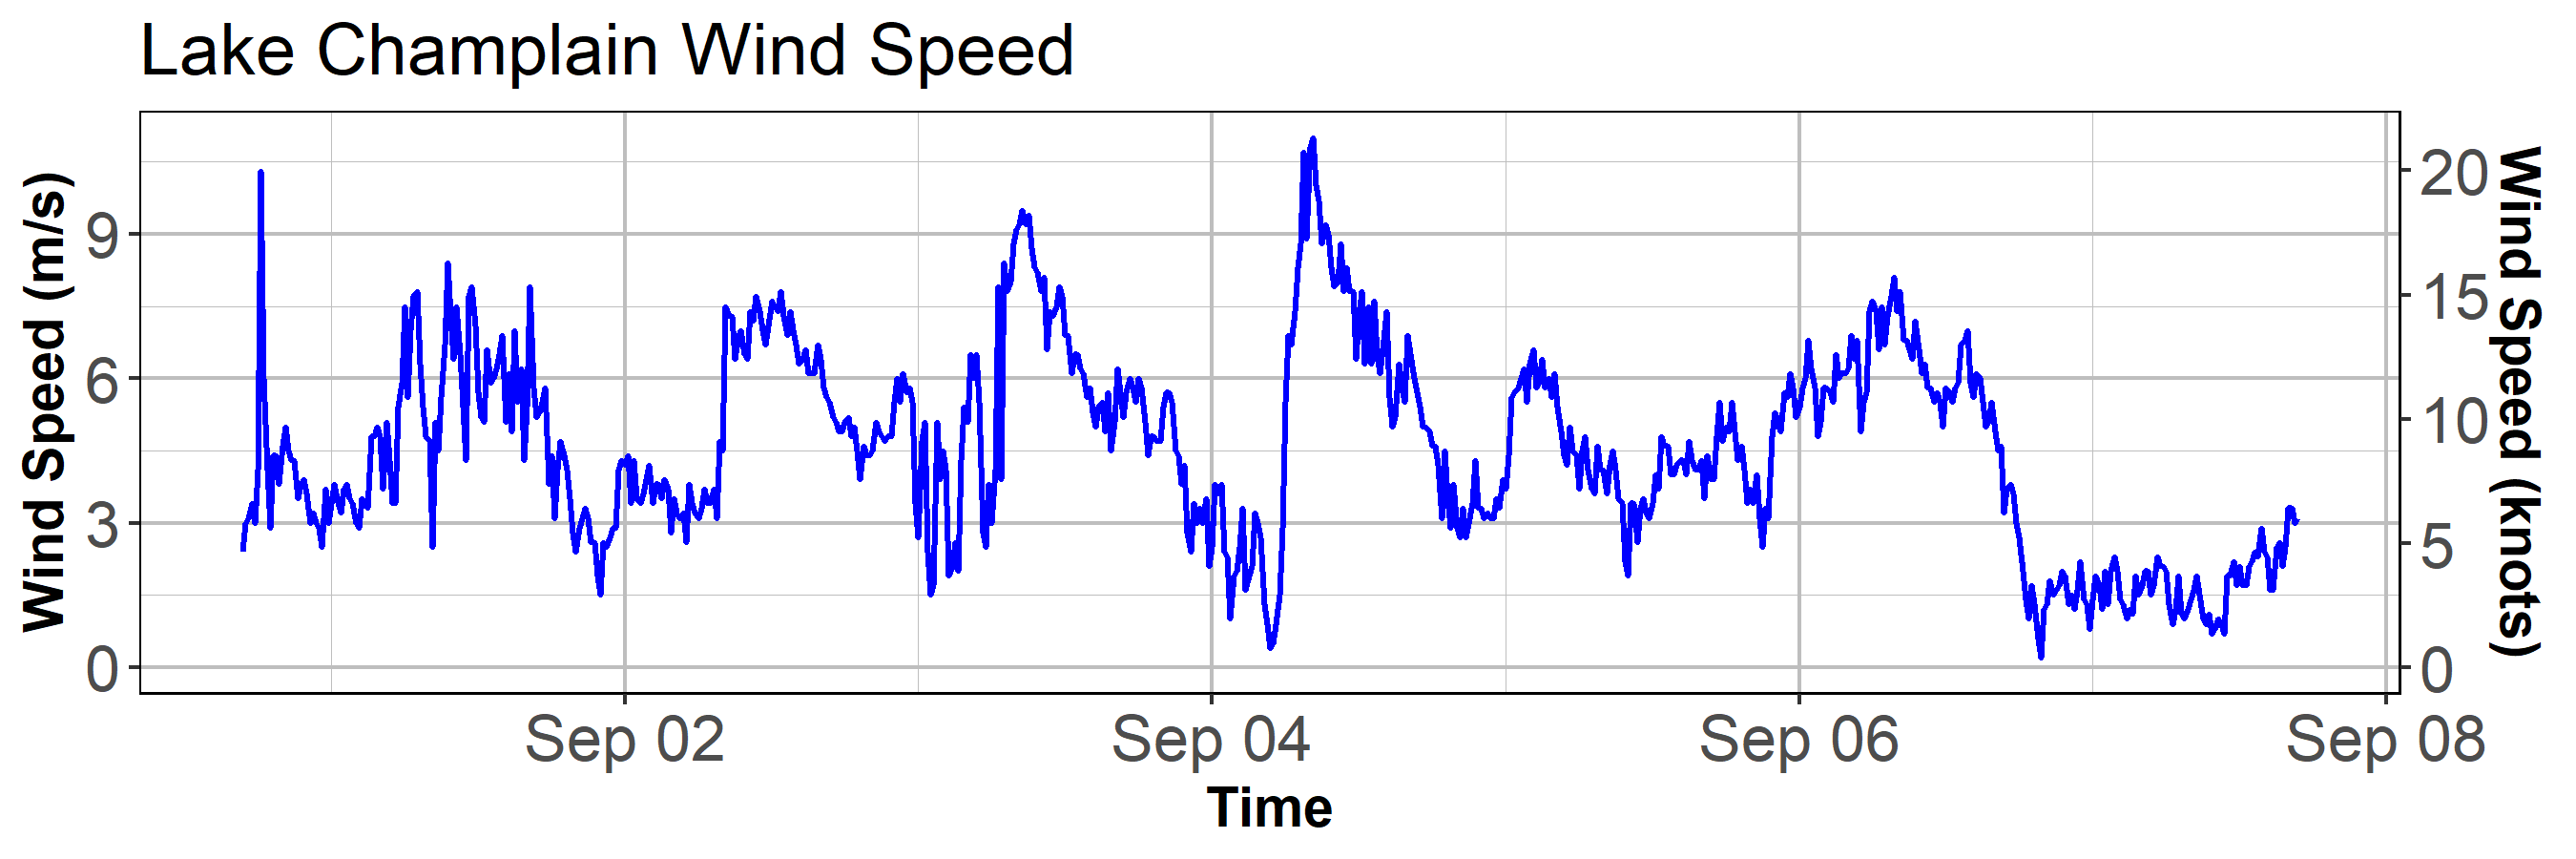 Lake Champlain Wind Speed
Wind Speed (m/s)
9
6
3
0
20
15
10
5
0
Wind Speed (knots)
Sep 02
Sep 04
Sep 06
Sep 08
Time